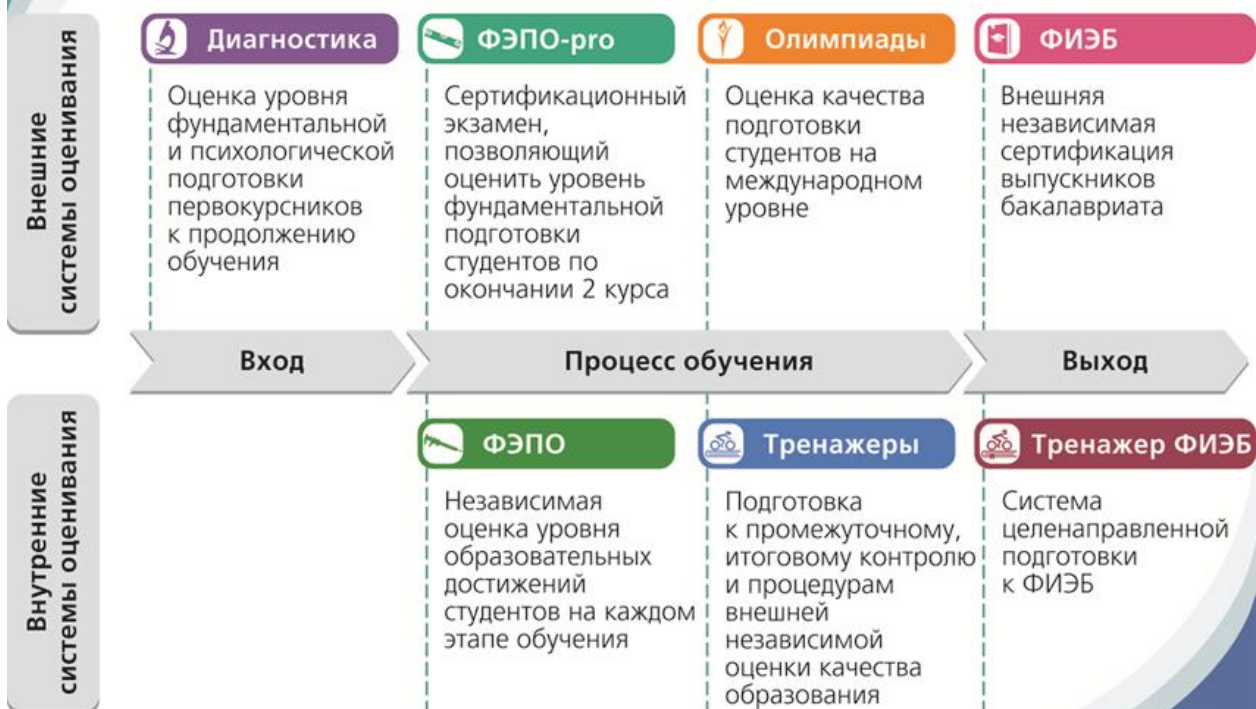 Внешние
системы оценивания
Диагностика
Оценка уровня
фундаментальной
и психологической
подготовки
первокурсников
к продолжению
обучения
ФЭПО-pro
Сертификационный
экзамен,
позволяющий
оценить уровень
фундаментальной
подготовки
студентов по
окончании 2 курса
Олимпиады
Оценка качества
подготовки
студентов на
международном
уровне
ФИЭБ
Внешняя
независимая
сертификация
выпускников
бакалавриата
Вход
Процесс обучения
Выход
Внутренние
системы оценивания
ФЭПО
Независимая
оценка уровня
образовательных
достижений
студентов на каждом
этапе обучения
Тренажеры
Подготовка
к промежуточному,
итоговому контролю
и процедурам
внешней
независимой
оценки качества
образования
Тренажер ФИЭБ
Система
целенаправленной
подготовки
к ФИЭБ